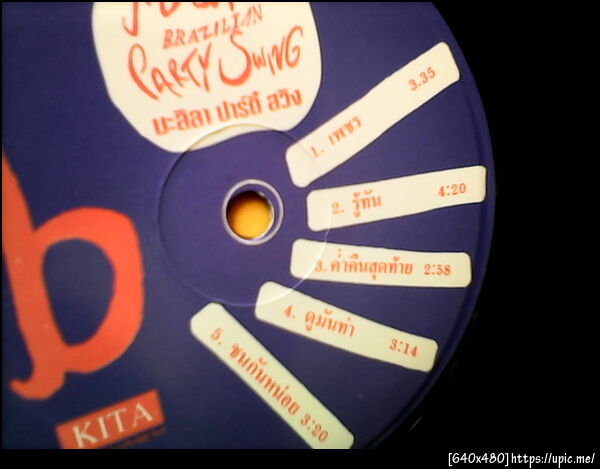 BRAZILIAN
PARTY SWING
มะลิลา ปาร์ตี้ สวิง
1. เพชร 3.35
2. รู้ทัน 4:20
3. ค่ำคืนสุดท้าย 2:58
4. ดูมันทำ 3:14
5. ชนกันหน่อย 3:20
b
KITA
[640x480]https://upic.me/